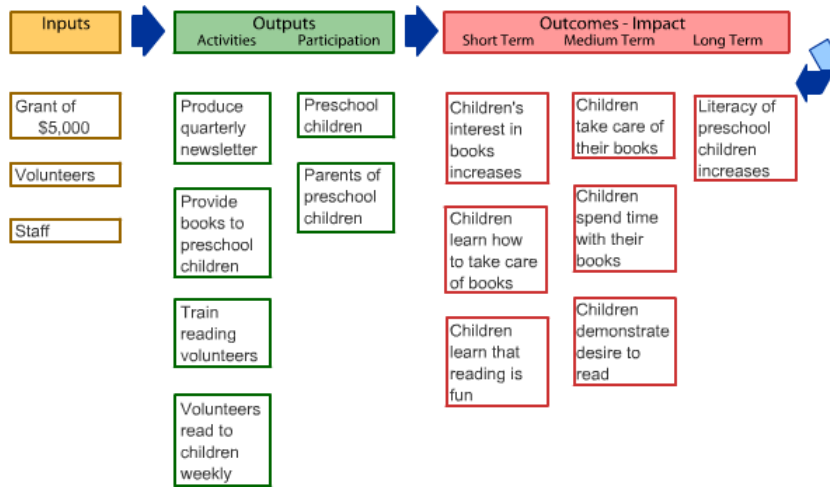 Inputs
Outputs
Activities
Participation
Outcomes - Impact
Short Term
Medium Term
Long Term
Grant of
$5,000
Volunteers
Staff
Produce
quarterly
newsletter
Provide
books to
preschool
children
Train
reading
volunteers
Volunteers
read to
children
weekly
Preschool
children
Parents of
preschool
children
Children's
interest in
books
increases
Children
learn how
to take care
of books
Children
learn that
reading is
fun
Children
take care of
their books
Children
spend time
with their
books
Children
demonstrate
desire to
read
Literacy of
preschool
children
increases